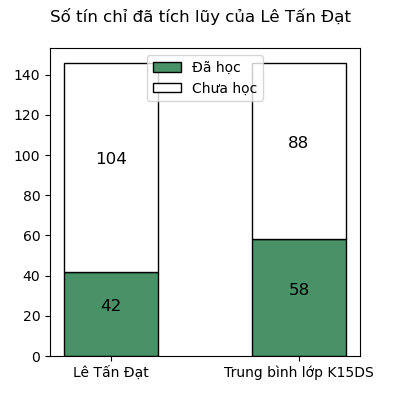 Số tín chỉ đã tích lũy của Lê Tấn Đạt
140
120
100
80
60
40
20
0
Đã học
Chưa học
104
88
42
58
Lê Tấn Đạt
Trung bình lớp K15DS